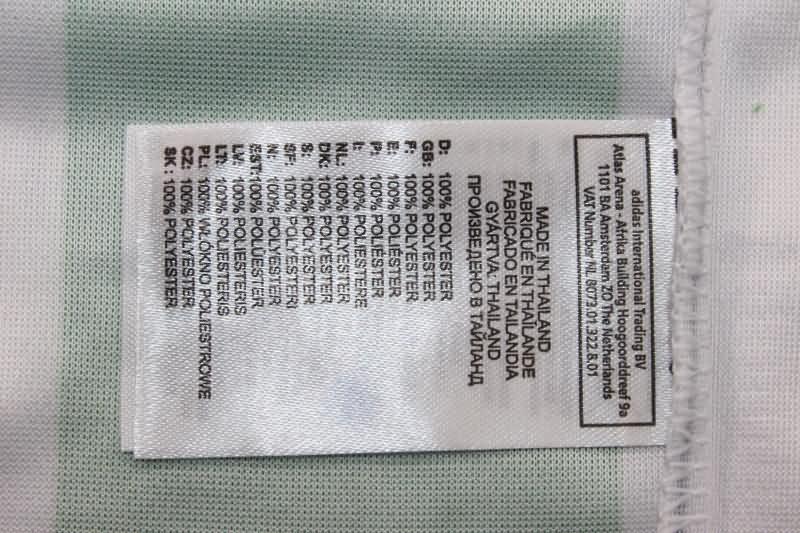 adidas International Trading BV
Atlas Arena - Afrika Building Hoogoorddreef 9a
1101 BA Amsterdam ZO The Netherlands
VAT Number NL 8073.01.322.B.01
MADE IN THAILAND
FABRIQUÉ EN THAÏLANDE
FABRICADO EN TAILANDIA
GYÁRTVA: THAILAND
ПРОИЗВЕДЕНО В ТАЙЛАНД
D: 100% POLYESTER
GB: 100% POLYESTER
F: 100% POLYESTER
E: 100% POLIÉSTER
P: 100% POLIÉSTER
I: 100% POLIESTERE
NL: 100% POLYESTER
DK: 100% POLYESTER
S: 100% POLYESTER
SF: 100% POLYESTERI
N: 100% POLYESTER
EST: 100% POLÜESTER
LV: 100% POLIESTERIS
LT: 100% POLIESTERIS
PL: 100% WŁÓKNO POLIESTROWE
CZ: 100% POLYESTER
SK: 100% POLYESTER